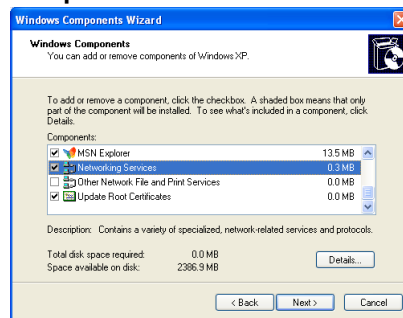 Windows Components Wizard
Windows Components
You can add or remove components of Windows XP.
To add or remove a component, click the checkbox. A shaded box means that only
part of the component will be installed. To see what's included in a component, click
Details.
Components:
MSN Explorer 13.5 MB
Networking Services 0.3 MB
Other Network File and Print Services 0.0 MB
Update Root Certificates 0.0 MB
Description: Contains a variety of specialized, network-related services and protocols.
Total disk space required: 0.0 MB
Space available on disk: 2386.9 MB
Details...
< Back Next > Cancel